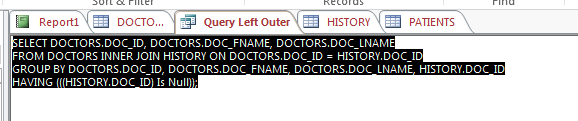 Sort & Filter Records Find
Report1 DOCTO... Query Left Outer HISTORY PATIENTS
SELECT DOCTORS.DOC_ID, DOCTORS.DOC_FNAME, DOCTORS.DOC_LNAME
FROM DOCTORS INNER JOIN HISTORY ON DOCTORS.DOC_ID = HISTORY.DOC_ID
GROUP BY DOCTORS.DOC_ID, DOCTORS.DOC_FNAME, DOCTORS.DOC_LNAME, HISTORY.DOC_ID
HAVING (((HISTORY.DOC_ID) Is Null));